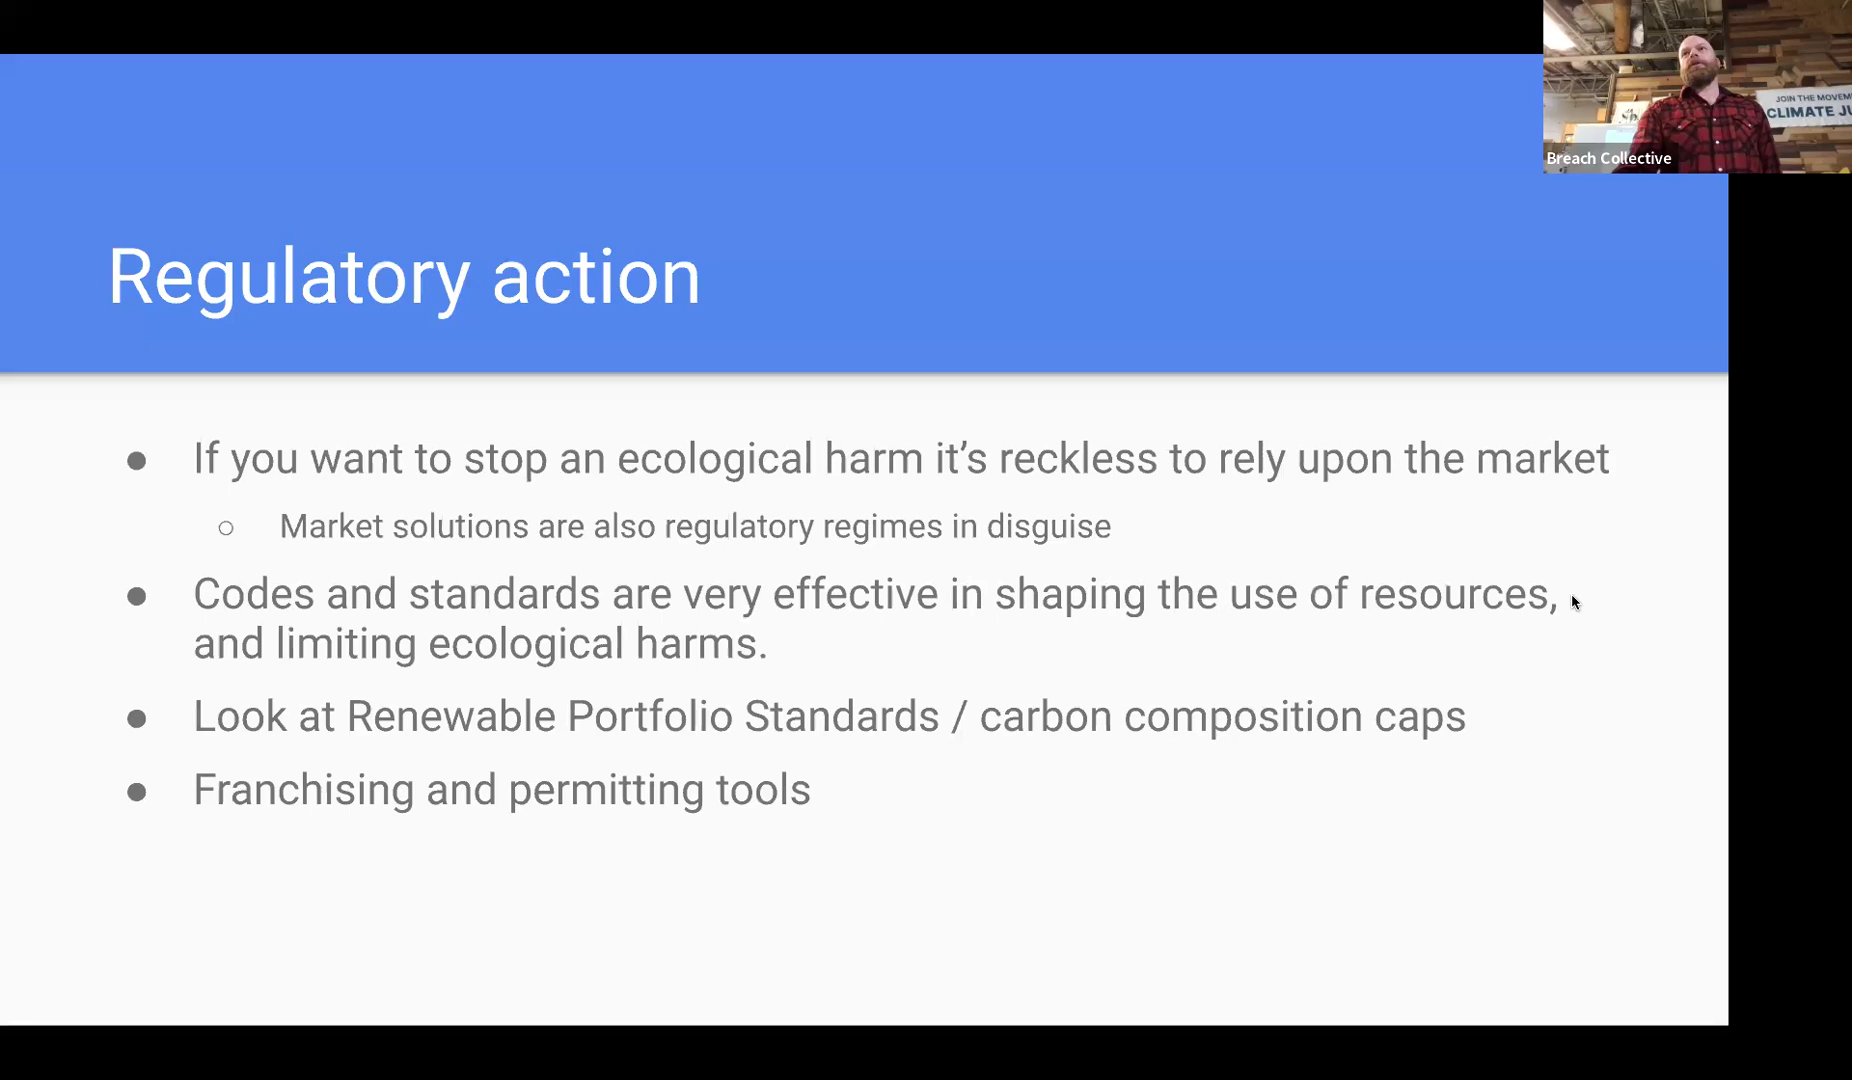 JOIN THE MOVEM
CLIMATE JU
Breach Collective
Regulatory action
● If you want to stop an ecological harm it’s reckless to rely upon the market
○ Market solutions are also regulatory regimes in disguise
● Codes and standards are very effective in shaping the use of resources,
and limiting ecological harms.
● Look at Renewable Portfolio Standards / carbon composition caps
● Franchising and permitting tools